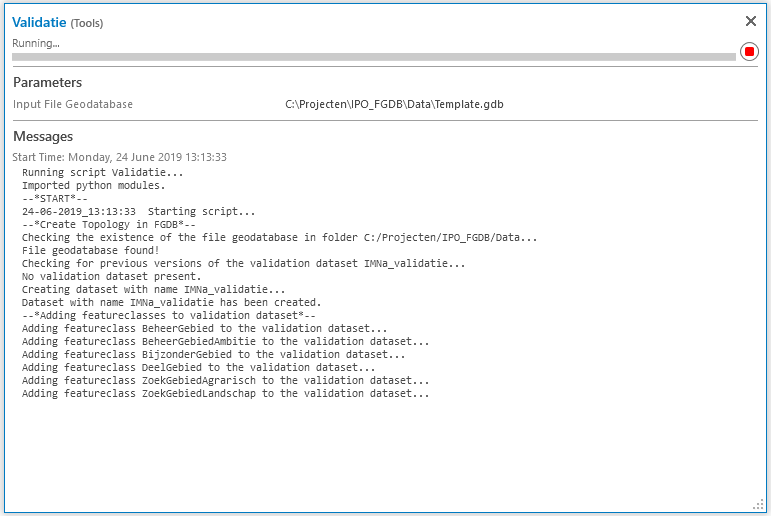 Validatie (Tools)
Running...
Parameters
Input File Geodatabase C:\Projecten\IPO_FGDB\Data\Template.gdb
Messages
Start Time: Monday, 24 June 2019 13:13:33
Running script Validatie...
Imported python modules.
--*START*--
24-06-2019_13:13:33  Starting script...
--*Create Topology in FGDB*--
Checking the existence of the file geodatabase in folder C:/Projecten/IPO_FGDB/Data...
File geodatabase found!
Checking for previous versions of the validation dataset IMNa_validatie...
No validation dataset present.
Creating dataset with name IMNa_validatie...
Dataset with name IMNa_validatie has been created.
--*Adding featureclasses to validation dataset*--
Adding featureclass BeheerGebied to the validation dataset...
Adding featureclass BeheerGebiedAmbitie to the validation dataset...
Adding featureclass BijzonderGebied to the validation dataset...
Adding featureclass DeelGebied to the validation dataset...
Adding featureclass ZoekGebiedAgrarisch to the validation dataset...
Adding featureclass ZoekGebiedLandschap to the validation dataset...